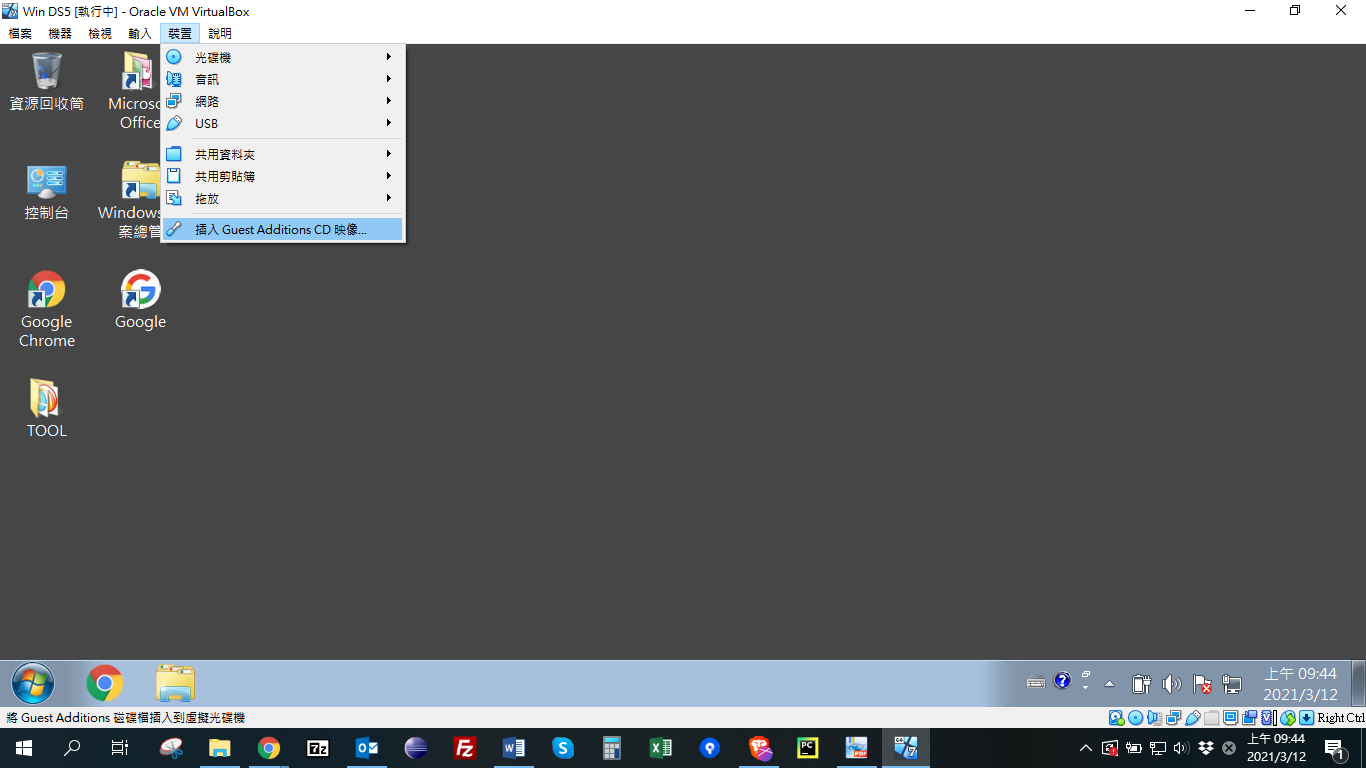 Win DS5 [執行中] - Oracle VM VirtualBox
檔案 機器 檢視 輸入 裝置 說明
光碟機
音訊
網路
USB
共用資料夾
共用剪貼簿
拖放
插入 Guest Additions CD 映像...
資源回收筒
Office
控制台
Windows
案總管
Google
Chrome
Google
TOOL
上午 09:44
2021/3/12
將 Guest Additions 磁碟檔插入到虛擬光碟機
Right Ctrl
上午 09:44
2021/3/12
1